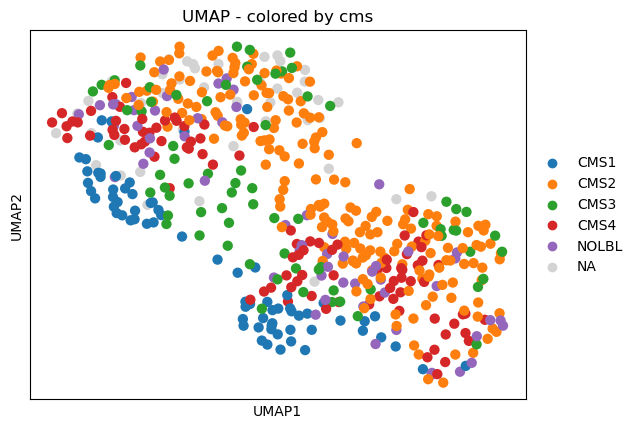 UMAP - colored by cms
UMAP2
CMS1
CMS2
CMS3
CMS4
NOLBL
NA
UMAP1